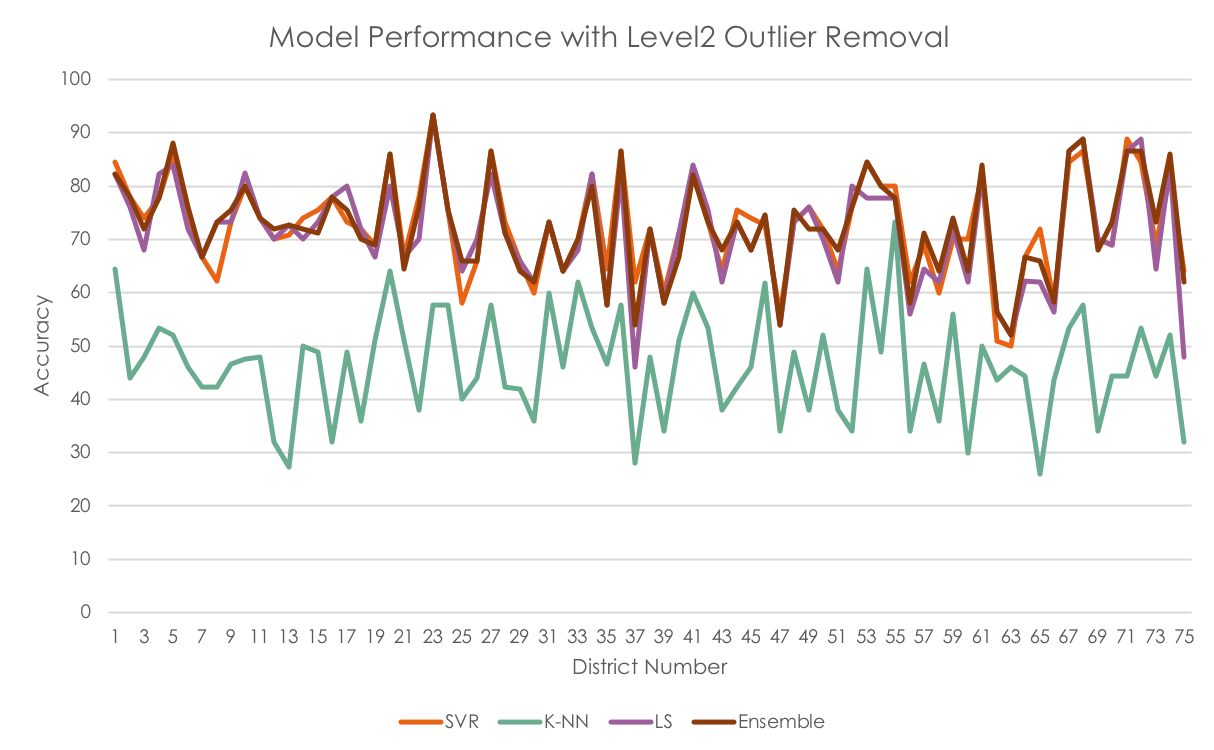 Model Performance with Level2 Outlier Removal
100
90
80
70
60
50
40
30
20
10
0
Accuracy
1 3 5 7 9 11 13 15 17 19 21 23 25 27 29 31 33 35 37 39 41 43 45 47 49 51 53 55 57 59 61 63 65 67 69 71 73 75
District Number
SVR K-NN LS Ensemble